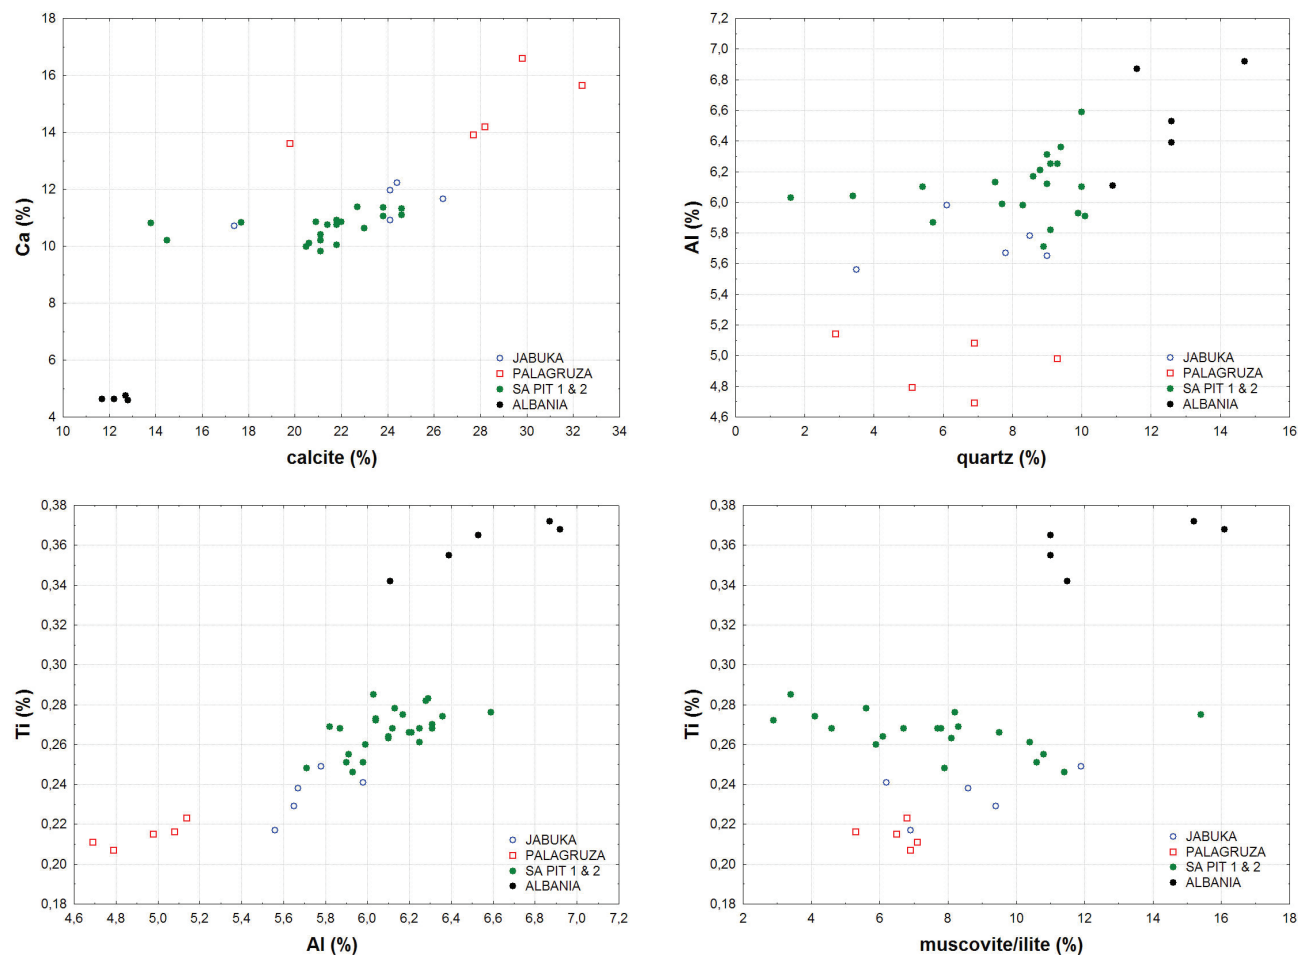 18
16
14
12
10
8
6
4
Ca (%)
10 12 14 16 18 20 22 24 26 28 30 32 34
calcite (%)
JABUKA
PALAGRUZA
SA PIT 1 & 2
ALBANIA
7,2
7,0
6,8
6,6
6,4
6,2
6,0
5,8
5,6
5,4
5,2
5,0
4,8
4,6
Al (%)
0 2 4 6 8 10 12 14 16
quartz (%)
JABUKA
PALAGRUZA
SA PIT 1 & 2
ALBANIA
0,38
0,36
0,34
0,32
0,30
0,28
0,26
0,24
0,22
0,20
0,18
Ti (%)
4,6 4,8 5,0 5,2 5,4 5,6 5,8 6,0 6,2 6,4 6,6 6,8 7,0 7,2
Al (%)
JABUKA
PALAGRUZA
SA PIT 1 & 2
ALBANIA
0,38
0,36
0,34
0,32
0,30
0,28
0,26
0,24
0,22
0,20
0,18
Ti (%)
2 4 6 8 10 12 14 16 18
muscovite/ilite (%)
JABUKA
PALAGRUZA
SA PIT 1 & 2
ALBANIA